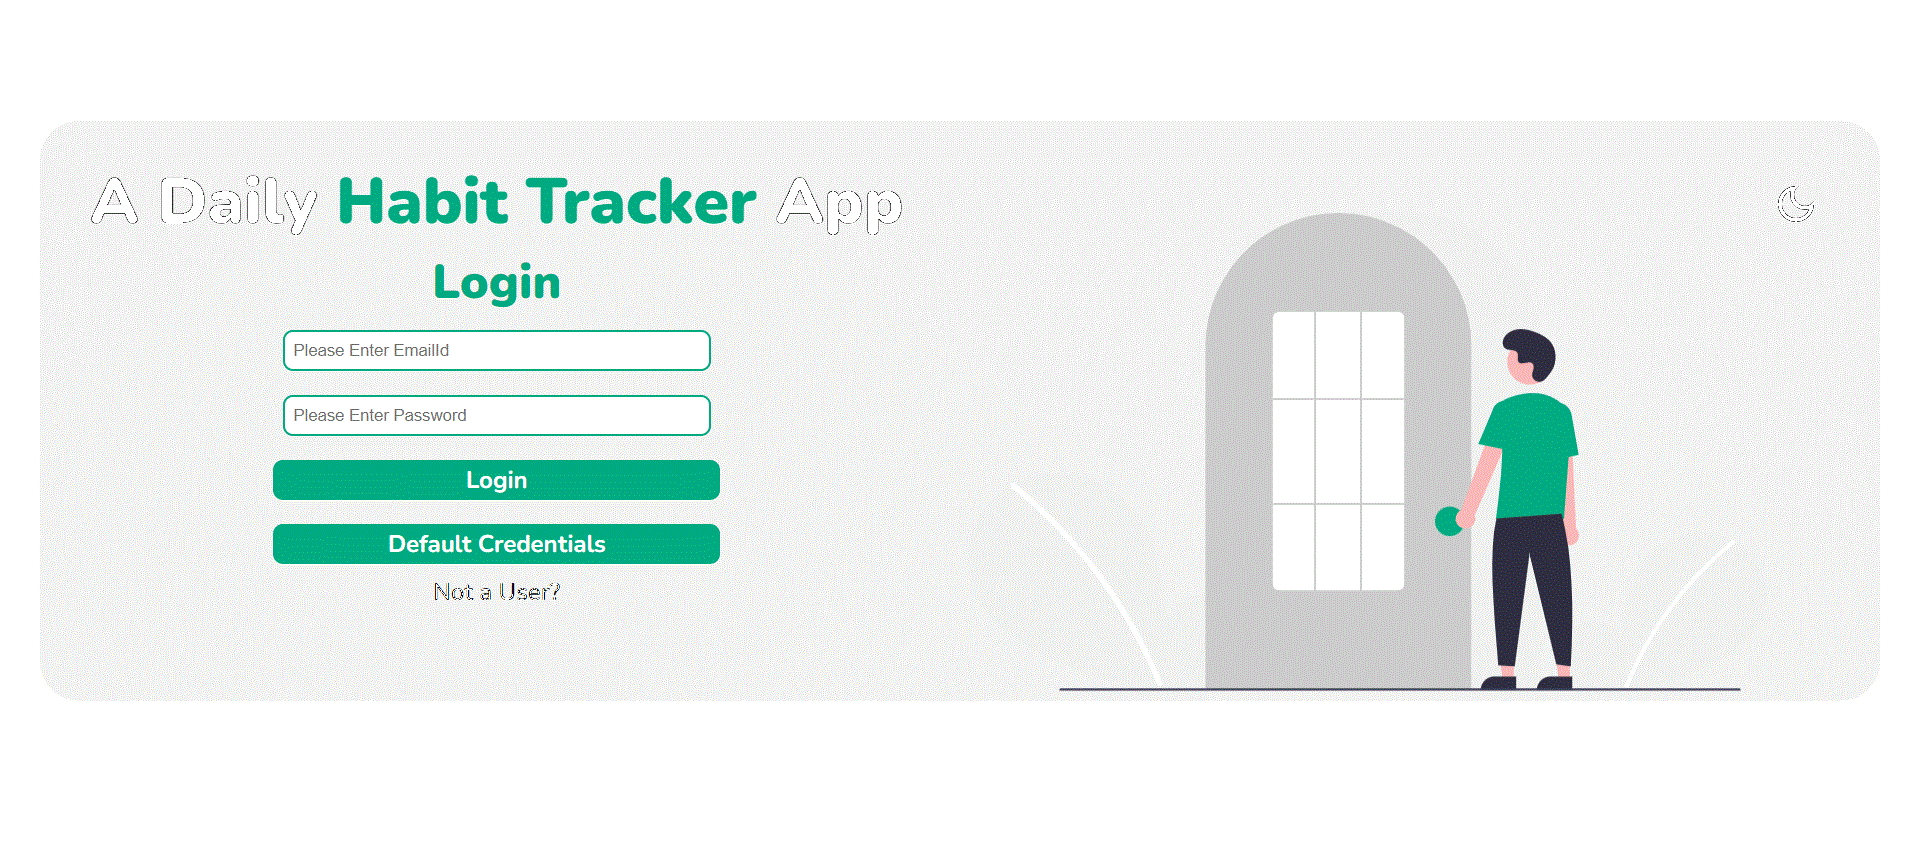 A Daily Habit Tracker App
Login
Please Enter EmailId
Please Enter Password
Login
Default Credentials
Not a User?